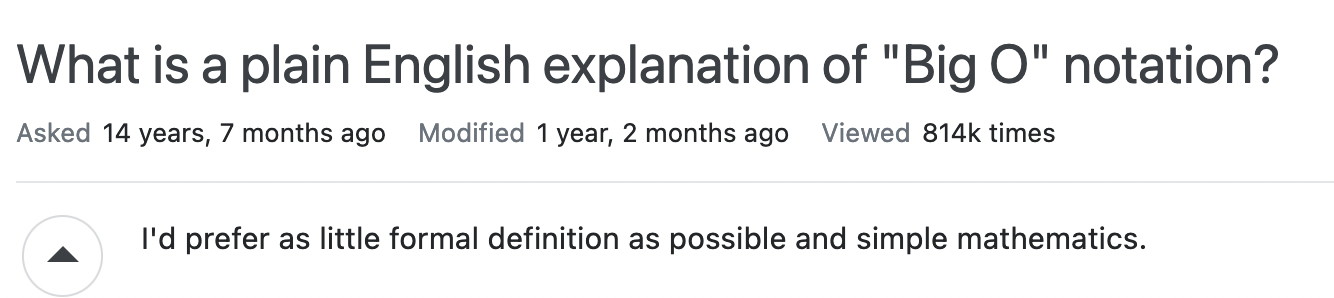 What is a plain English explanation of "Big O" notation?
Asked 14 years, 7 months ago Modified 1 year, 2 months ago Viewed 814k times
I'd prefer as little formal definition as possible and simple mathematics.